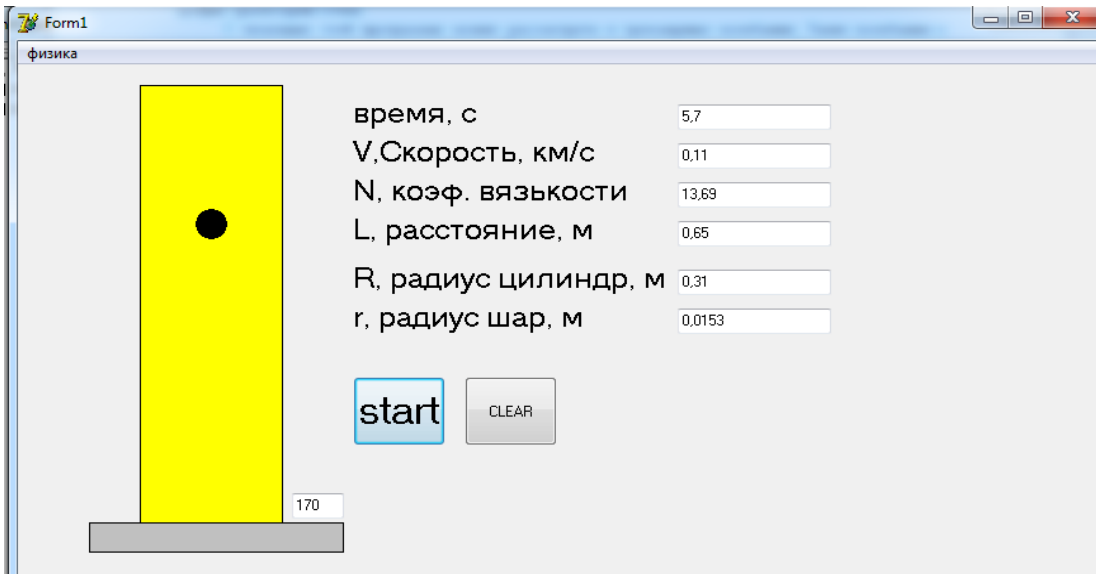 Form1
физика
время, с 5,7
V,Скорость, км/с 0,11
N, коэф. вязькости 13,69
L, расстояние, м 0,65
R, радиус цилиндр, м 0,31
r, радиус шар, м 0,0153
start CLEAR
170